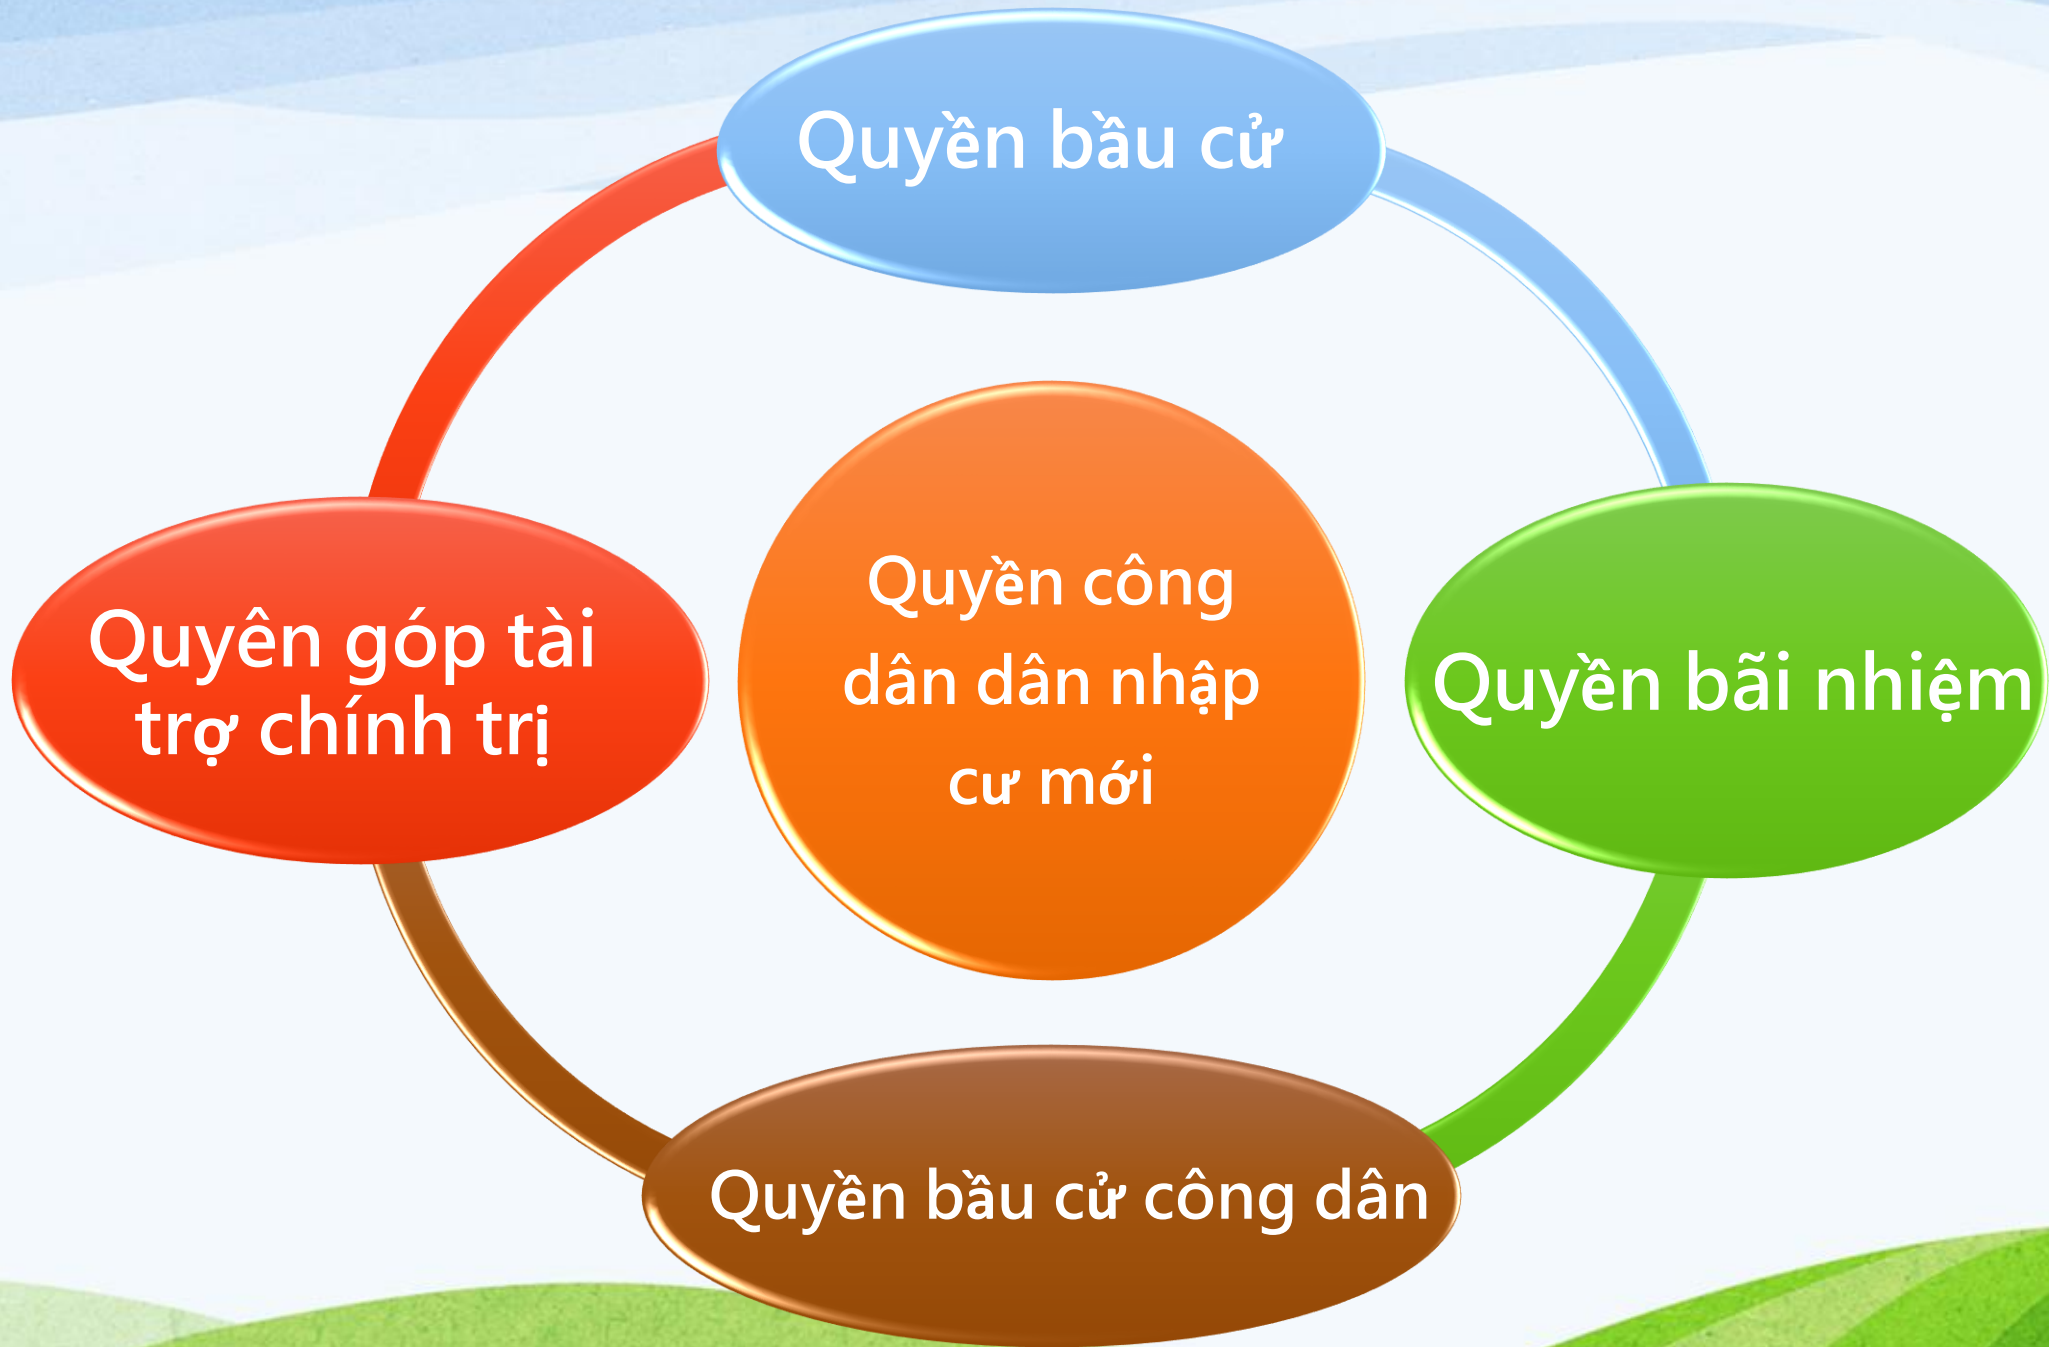 Quyền bầu cử
Quyền công
dân dân nhập
cư mới
Quyên góp tài
trợ chính trị
Quyền bãi nhiệm
Quyền bầu cử công dân